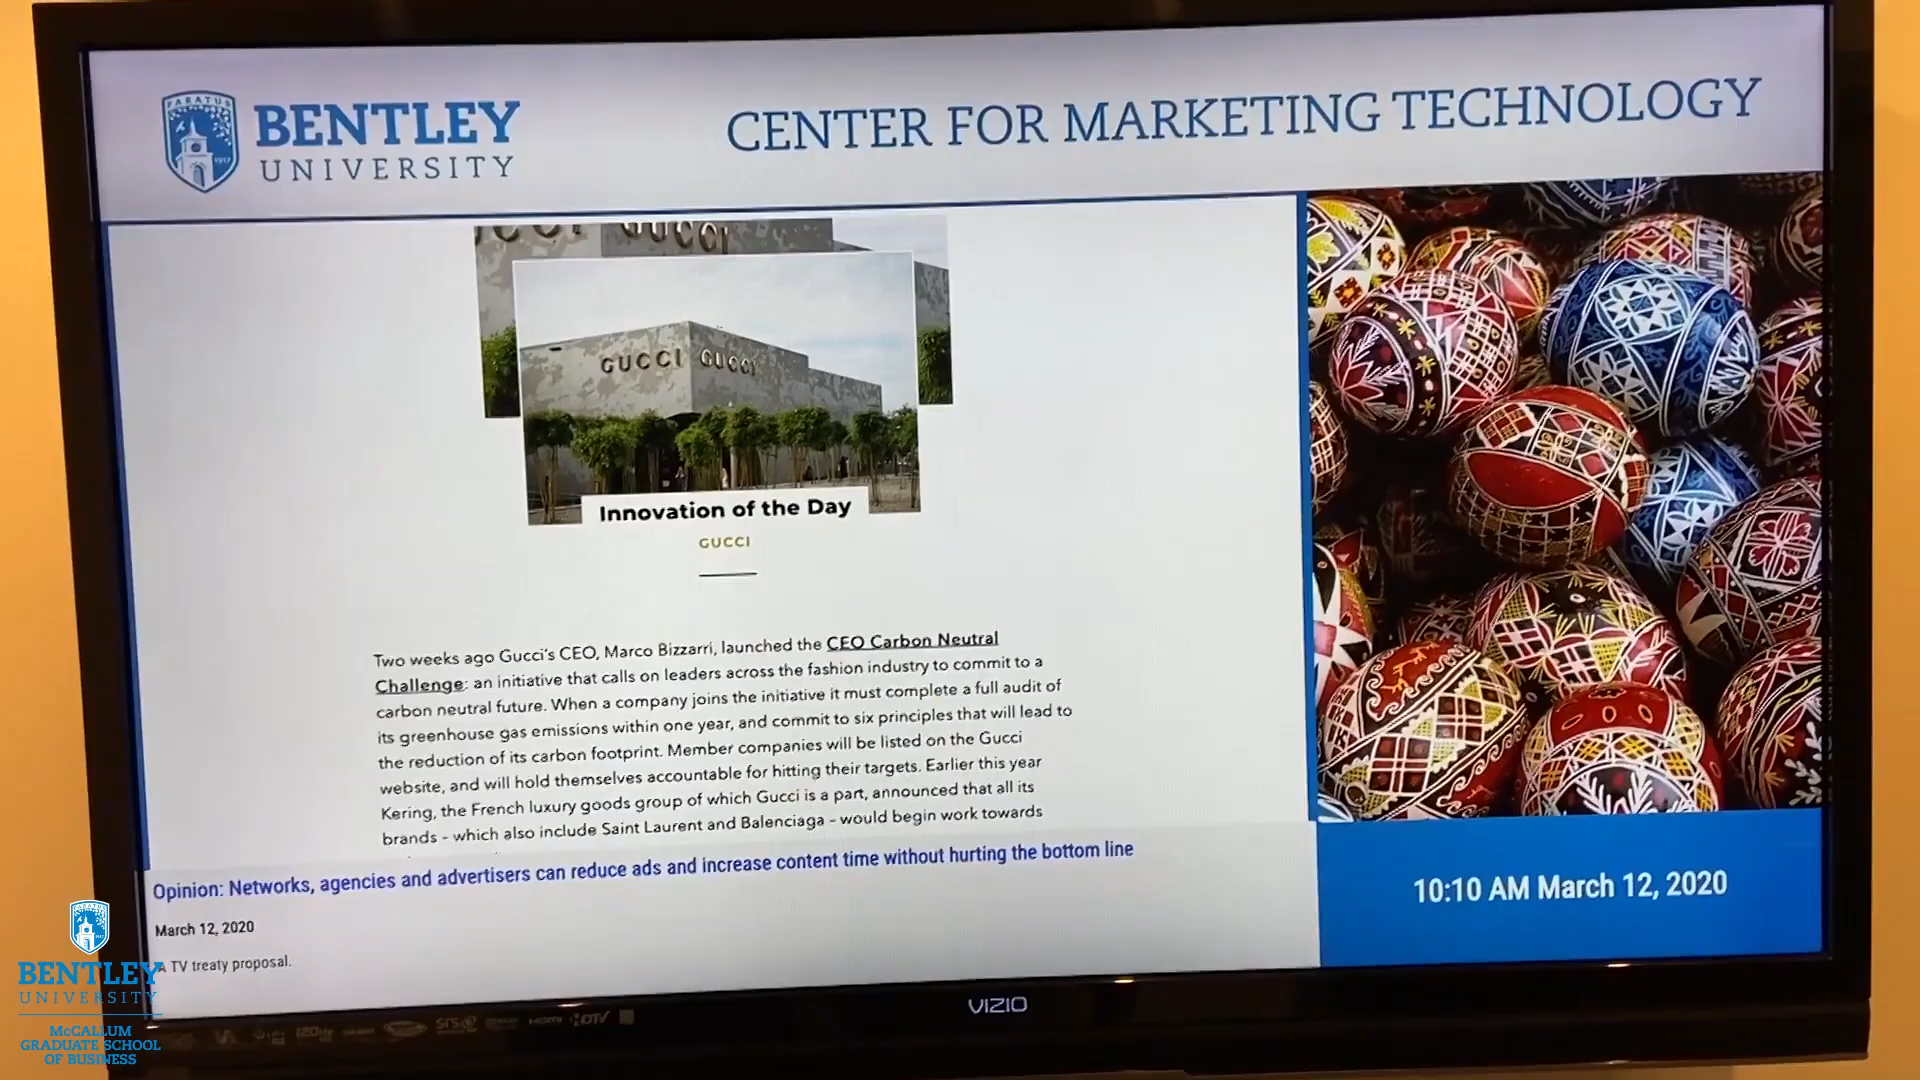 PARATUS
1917
BENTLEY
UNIVERSITY
CENTER FOR MARKETING TECHNOLOGY
GUCCI
GUCCI GUCCI
Innovation of the Day
GUCCI
Two weeks ago Gucci's CEO, Marco Bizzarri, launched the CEO Carbon Neutral
Challenge: an initiative that calls on leaders across the fashion industry to commit to a
carbon neutral future. When a company joins the initiative it must complete a full audit of
its greenhouse gas emissions within one year, and commit to six principles that will lead to
the reduction of its carbon footprint. Member companies will be listed on the Gucci
website, and will hold themselves accountable for hitting their targets. Earlier this year
Kering, the French luxury goods group of which Gucci is a part, announced that all its
brands - which also include Saint Laurent and Balenciaga - would begin work towards
Opinion: Networks, agencies and advertisers can reduce ads and increase content time without hurting the bottom line
March 12, 2020
A TV treaty proposal.
10:10 AM March 12, 2020
VIZIO
BENTLEY
UNIVERSITY
McCALLUM
GRADUATE SCHOOL
OF BUSINESS